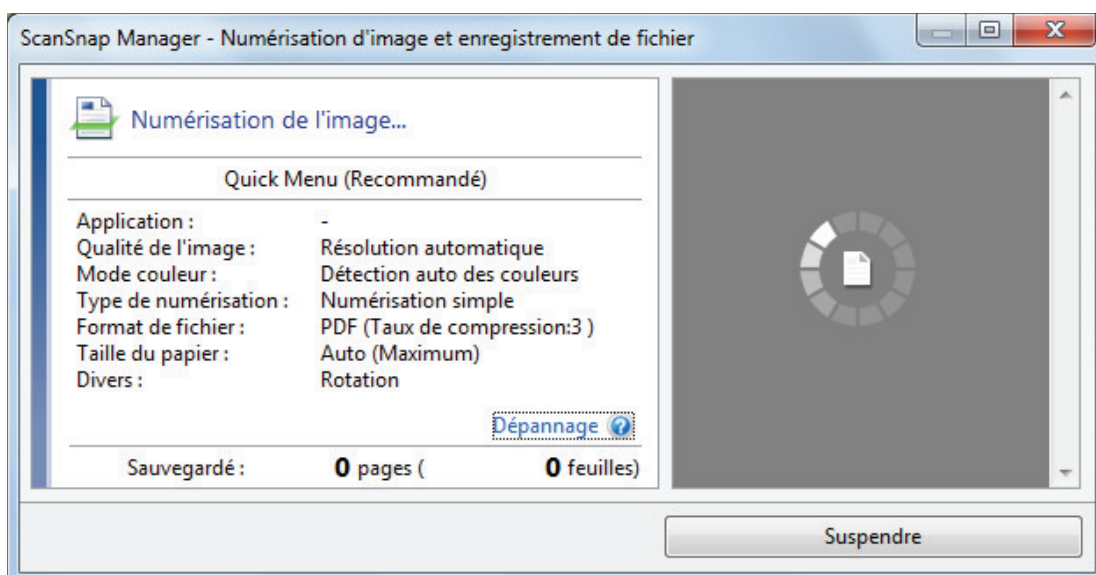 ScanSnap Manager - Numérisation d'image et enregistrement de fichier
Numérisation de l'image...
Quick Menu (Recommandé)
Application : -
Qualité de l'image : Résolution automatique
Mode couleur : Détection auto des couleurs
Type de numérisation : Numérisation simple
Format de fichier : PDF (Taux de compression:3 )
Taille du papier : Auto (Maximum)
Divers : Rotation
Dépannage
Sauvegardé : 0 pages ( 0 feuilles)
Suspendre